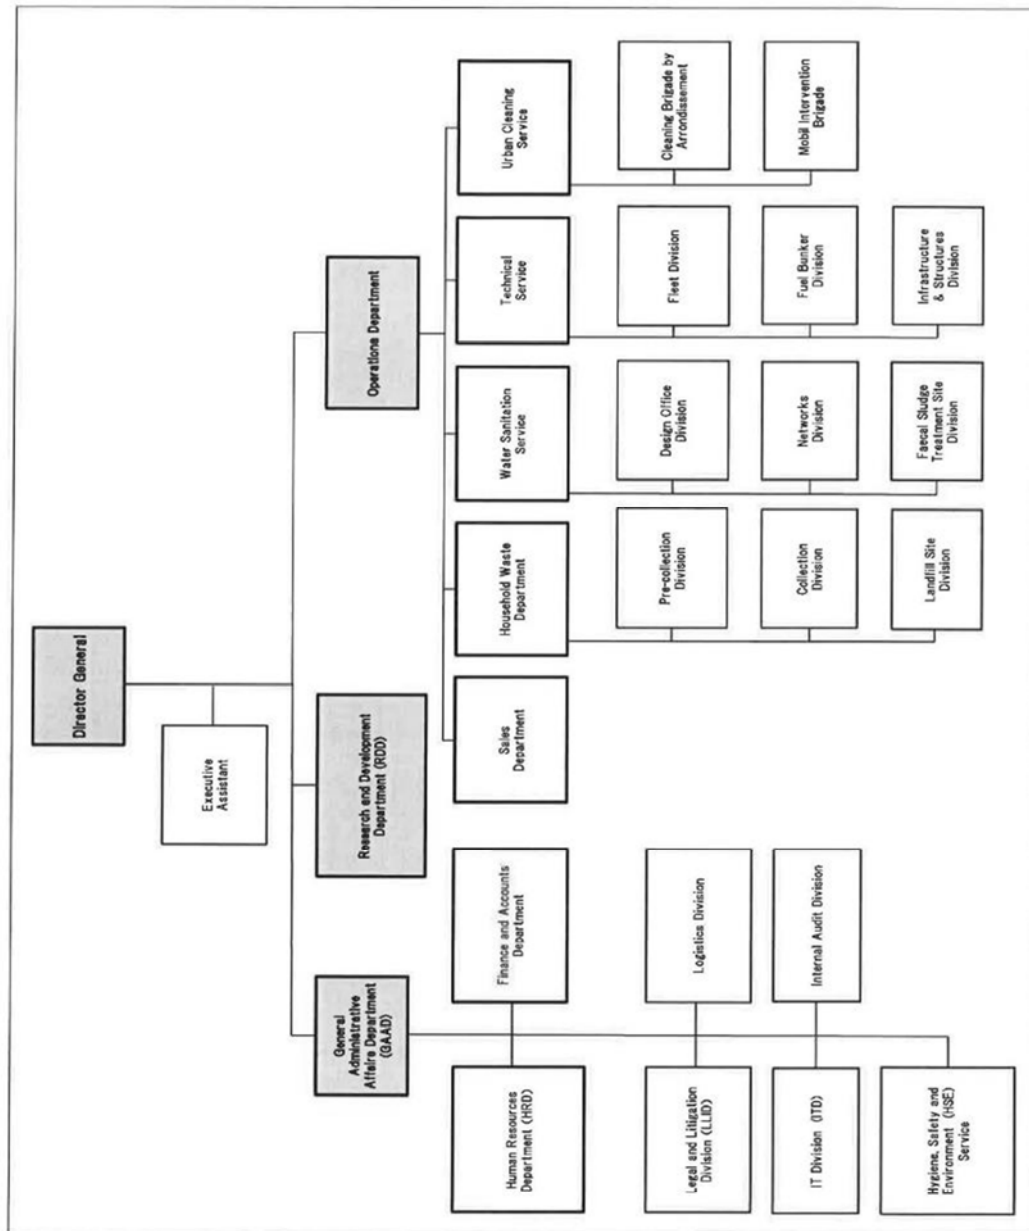 Director General
Executive
Assistant
General
Administrative
Affairs Department
(GAAD)
Research and Development
Department (RDD)
Operations Department
Human Resources
Department (HRD)
Finance and Accounts
Department
Legal and Litigation
Division (LLID)
Logistics Division
IT Division (ITD)
Internal Audit Division
Hygiene, Safety and
Environment (HSE)
Service
Sales
Department
Household Waste
Department
Water Sanitation
Service
Technical
Service
Urban Cleaning
Service
Pre-collection
Division
Collection
Division
Landfill Site
Division
Design Office
Division
Networks
Division
Faecal Sludge
Treatment Site
Division
Fleet Division
Fuel Bunker
Division
Infrastructure
& Structures
Division
Cleaning Brigade by
Arrondissement
Mobil Intervention
Brigade